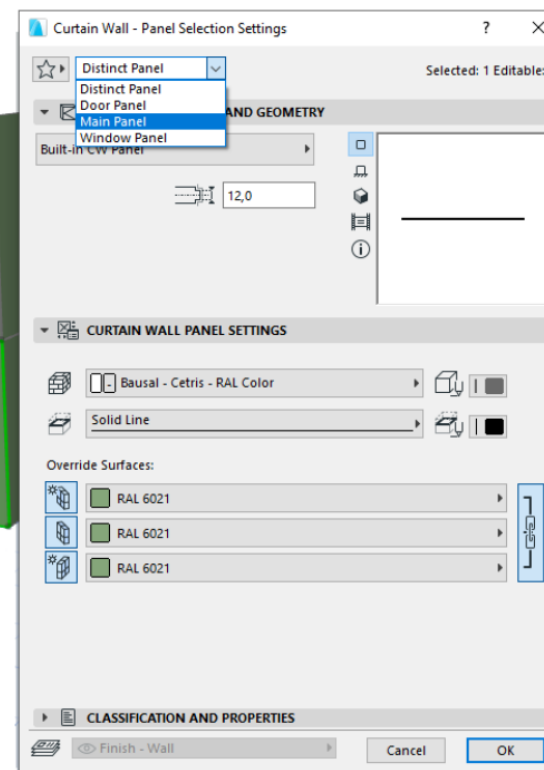 Curtain Wall - Panel Selection Settings
?
Distinct Panel
Selected: 1 Editable:
Distinct Panel
Door Panel
Main Panel
Window Panel
AND GEOMETRY
Built-in CW Panel
12,0
CURTAIN WALL PANEL SETTINGS
Bausal - Cetris - RAL Color
Solid Line
Override Surfaces:
RAL 6021
RAL 6021
RAL 6021
CLASSIFICATION AND PROPERTIES
Finish - Wall
Cancel
OK